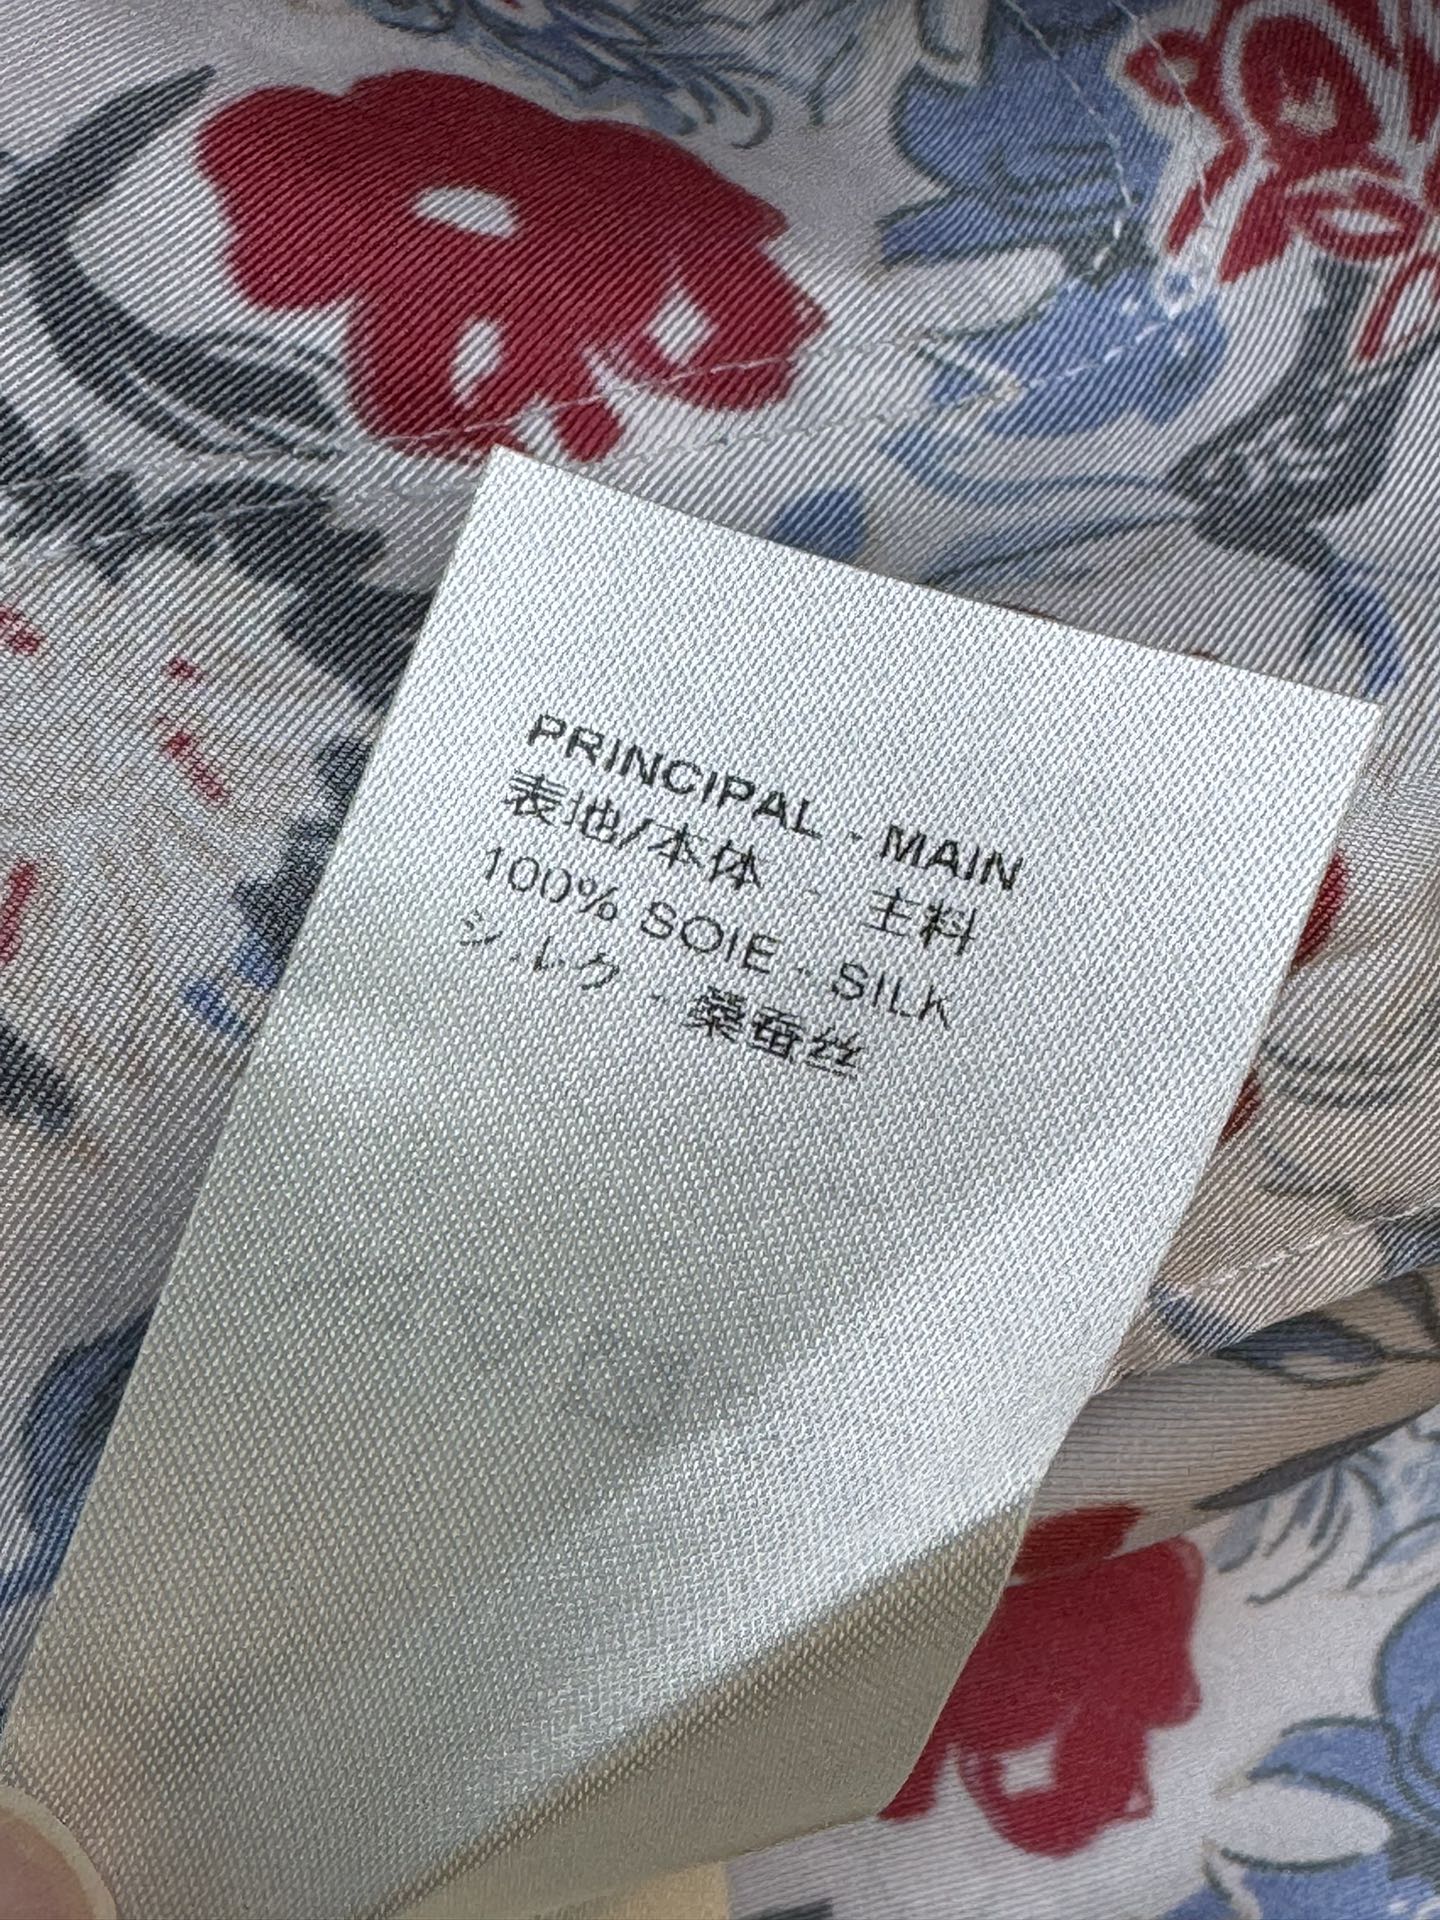 PRINCIPAL - MAIN
表地/本体 - 主料
100% SOIE - SILK
シルク - 桑蚕丝